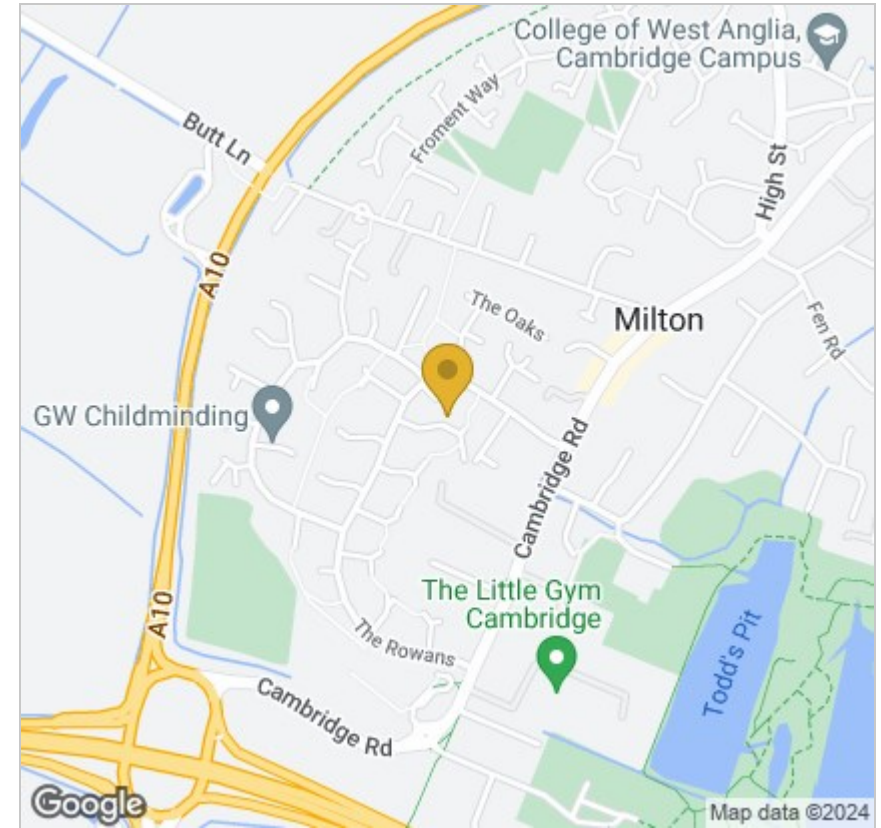 College of West Anglia,
Cambridge Campus
Froment Way
Butt Ln
High St
A10
The Oaks
Milton
Fen Rd
GW Childminding
Cambridge Rd
The Little Gym
Cambridge
A10
The Rowans
Todd's Pit
Cambridge Rd
Google
Map data ©2024